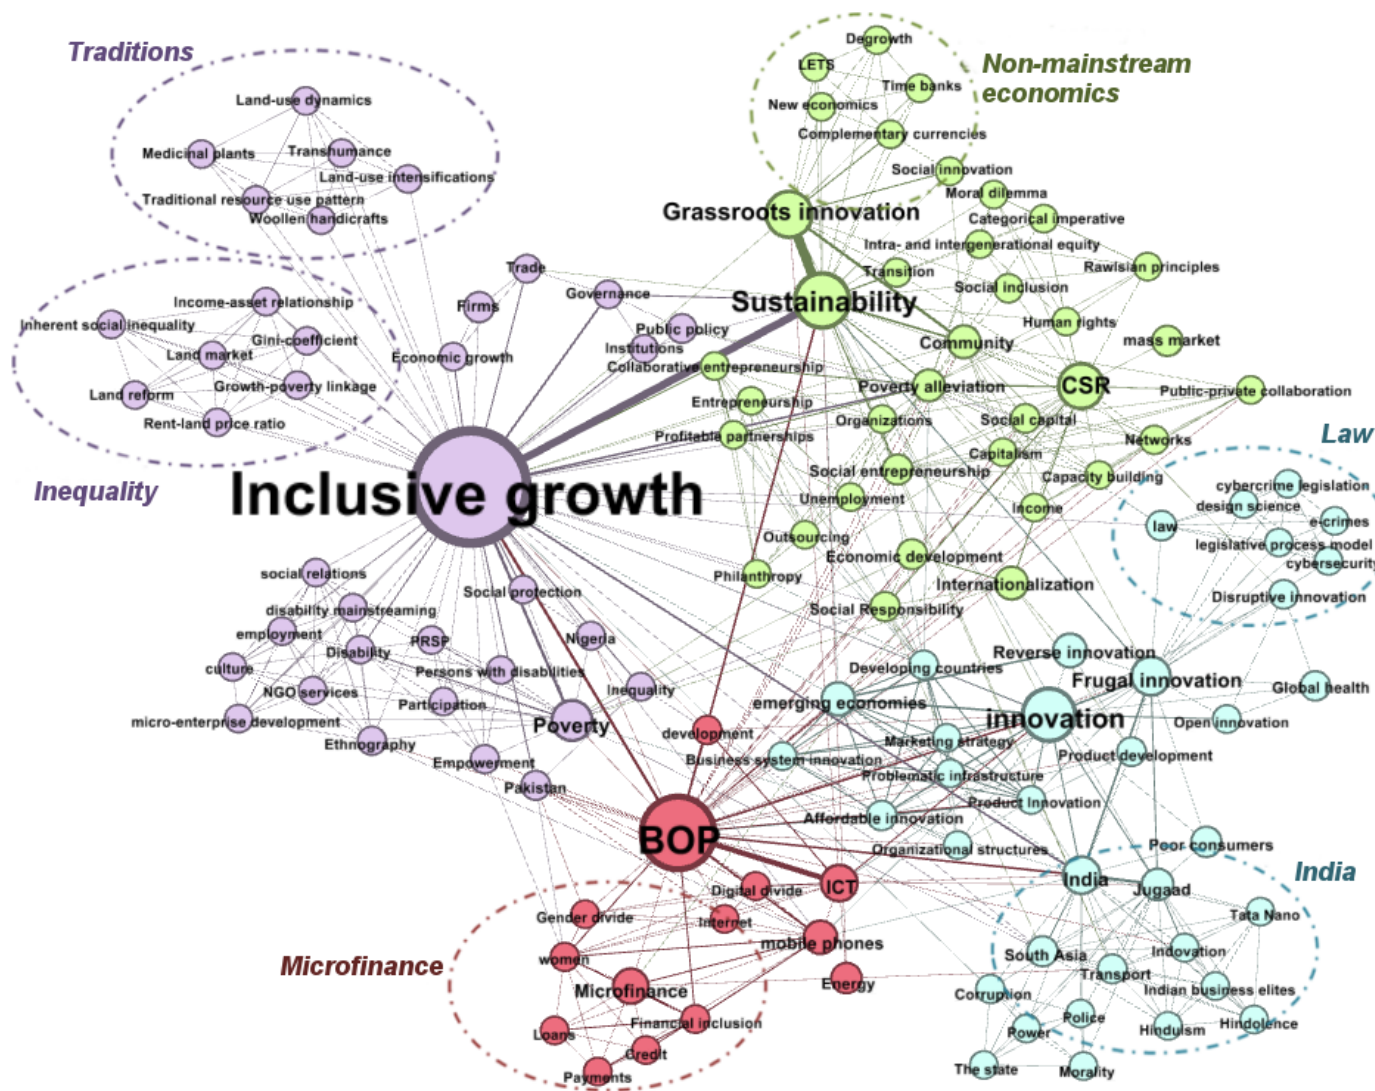 Traditions
Land-use dynamics
Medicinal plants
Transhumance
Land-use intensifications
Traditional resource use pattern
Woollen handicrafts
Inequality
Income-asset relationship
Inherent social inequality
Gini-coefficient
Land market
Growth-poverty linkage
Land reform
Rent-land price ratio
Non-mainstream
economics
Degrowth
LETS
Time banks
New economics
Complementary currencies
Social innovation
Grassroots innovation
Moral dilemma
Categorical imperative
Intra- and intergenerational equity
Transition
Rawlsian principles
Social inclusion
Sustainability
Human rights
Community
mass market
Trade
Firms
Governance
Public policy
Institutions
Economic growth
Collaborative entrepreneurship
Poverty alleviation
CSR
Public-private collaboration
Entrepreneurship
Organizations
Social capital
Profitable partnerships
Networks
Capitalism
Social entrepreneurship
Capacity building
Unemployment
Income
Outsourcing
Economic development
Philanthropy
Internationalization
Social Responsibility
Inclusive growth
Law
cybercrime legislation
design science
law
e-crimes
legislative process model
cybersecurity
Disruptive innovation
social relations
Social protection
disability mainstreaming
employment
PRSP
Nigeria
Disability
culture
Persons with disabilities
NGO services
Inequality
Participation
micro-enterprise development
Poverty
Ethnography
Empowerment
Pakistan
Reverse innovation
Developing countries
Frugal innovation
Global health
emerging economies
innovation
Open innovation
Marketing strategy
Business system innovation
Product development
Problematic infrastructure
Product Innovation
Affordable innovation
Organizational structures
Poor consumers
development
BOP
ICT
Digital divide
Gender divide
Internet
mobile phones
women
Energy
Microfinance
Microfinance
Financial inclusion
Loans
Credit
Payments
India
India
Jugaad
Tata Nano
South Asia
Indovation
Transport
Indian business elites
Corruption
Police
Power
Hinduism
Hindolence
The state
Morality